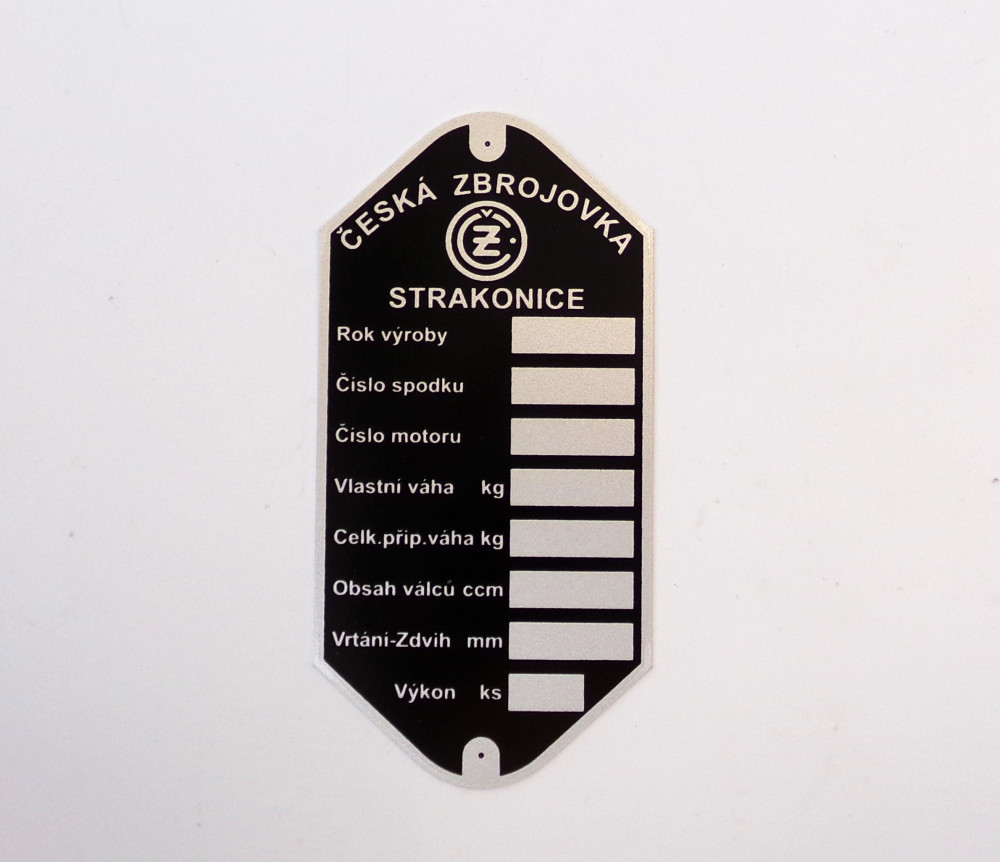 ČESKÁ ZBROJOVKA
ČZ
STRAKONICE
Rok výroby
Číslo spodku
Číslo motoru
Vlastní váha kg
Celk.přip.váha kg
Obsah válců ccm
Vrtání-Zdvih mm
Výkon ks